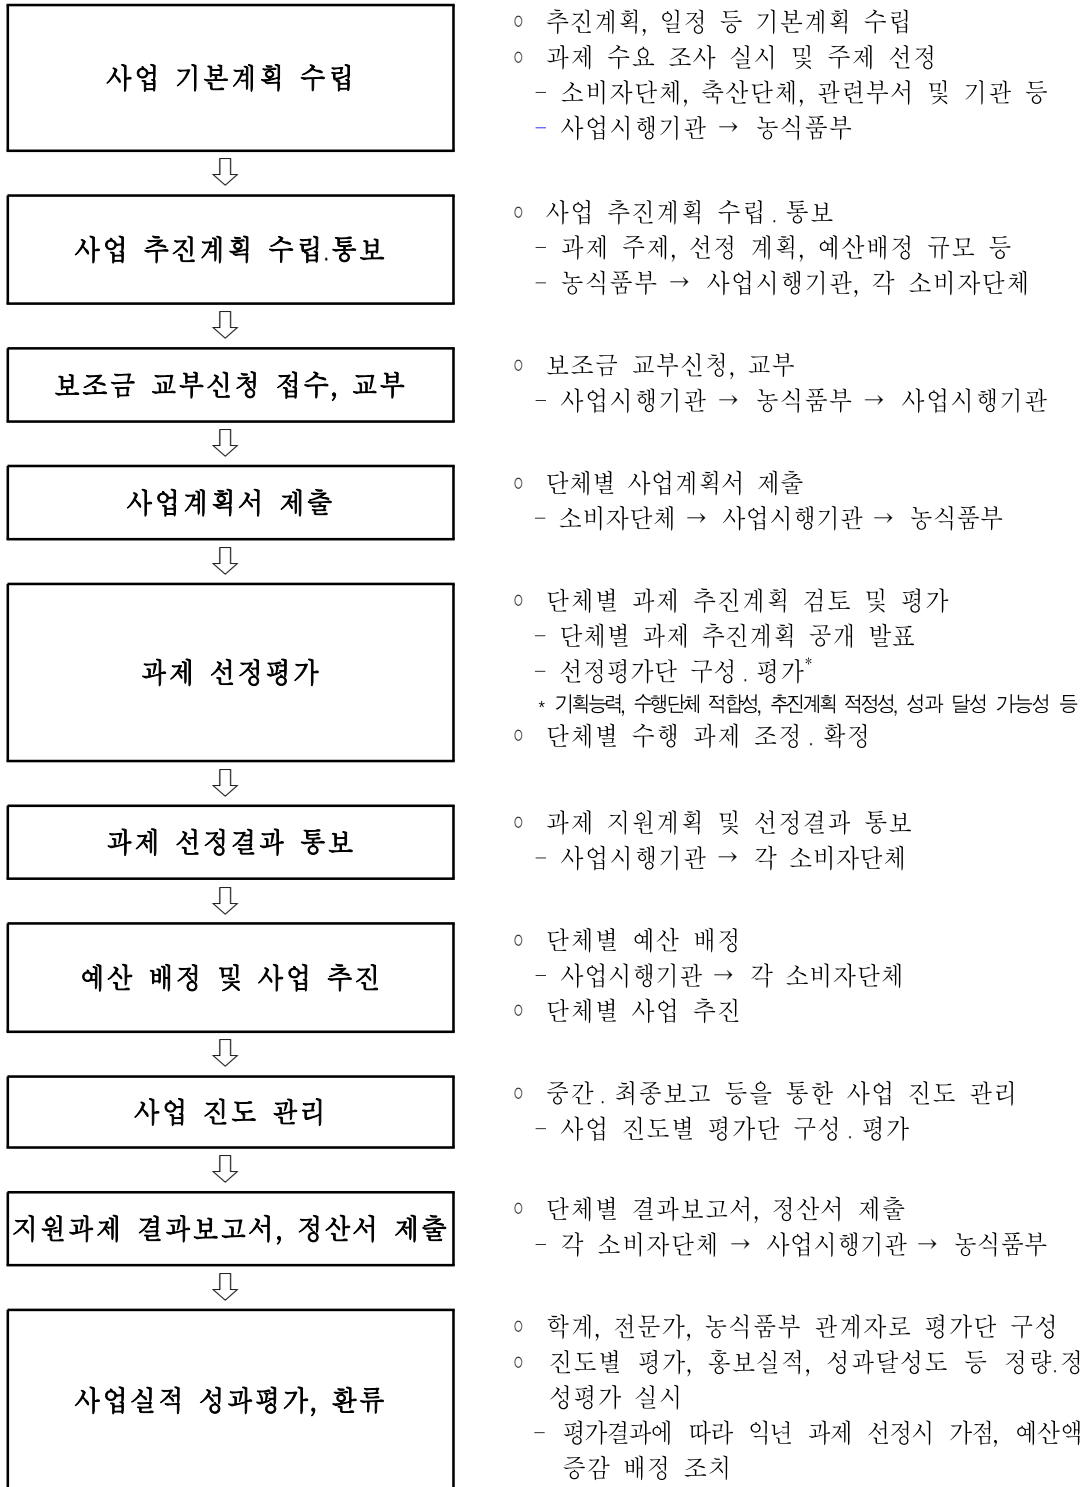 사업 기본계획 수립
○ 추진계획, 일정 등 기본계획 수립
○ 과제 수요 조사 실시 및 주제 선정
- 소비자단체, 축산단체, 관련부서 및 기관 등
- 사업시행기관 → 농식품부
사업 추진계획 수립.통보
○ 사업 추진계획 수립.통보
- 과제 주제, 선정 계획, 예산배정 규모 등
- 농식품부 → 사업시행기관, 각 소비자단체
보조금 교부신청 접수, 교부
○ 보조금 교부신청, 교부
- 사업시행기관 → 농식품부 → 사업시행기관
사업계획서 제출
○ 단체별 사업계획서 제출
- 소비자단체 → 사업시행기관 → 농식품부
과제 선정평가
○ 단체별 과제 추진계획 검토 및 평가
- 단체별 과제 추진계획 공개 발표
- 선정평가단 구성.평가*
* 기획능력, 수행단체 적합성, 추진계획 적정성, 성과 달성 가능성 등
○ 단체별 수행 과제 조정.확정
과제 선정결과 통보
○ 과제 지원계획 및 선정결과 통보
- 사업시행기관 → 각 소비자단체
예산 배정 및 사업 추진
○ 단체별 예산 배정
- 사업시행기관 → 각 소비자단체
○ 단체별 사업 추진
사업 진도 관리
○ 중간.최종보고 등을 통한 사업 진도 관리
- 사업 진도별 평가단 구성.평가
지원과제 결과보고서, 정산서 제출
○ 단체별 결과보고서, 정산서 제출
- 각 소비자단체 → 사업시행기관 → 농식품부
사업실적 성과평가, 환류
○ 학계, 전문가, 농식품부 관계자로 평가단 구성
○ 진도별 평가, 홍보실적, 성과달성도 등 정량.정
성평가 실시
- 평가결과에 따라 익년 과제 선정시 가점, 예산액
증감 배정 조치